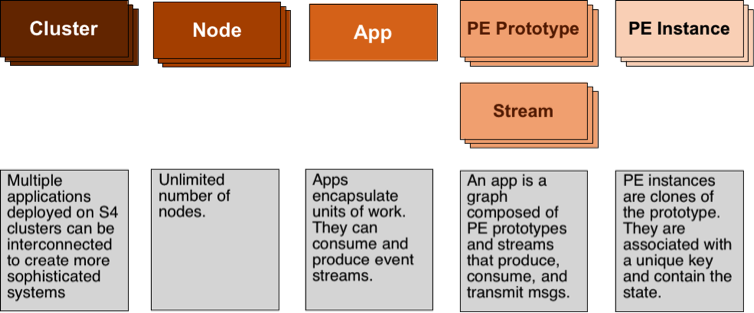 Cluster
Node
App
PE Prototype
PE Instance
Stream
Multiple
applications
deployed on S4
clusters can be
interconnected
to create more
sophisticated
systems
Unlimited
number of
nodes.
Apps
encapsulate
units of work.
They can
consume and
produce event
streams.
An app is a
graph
composed of
PE prototypes
and streams
that produce,
consume, and
transmit msgs.
PE instances
are clones of
the prototype.
They are
associated with
a unique key
and contain the
state.